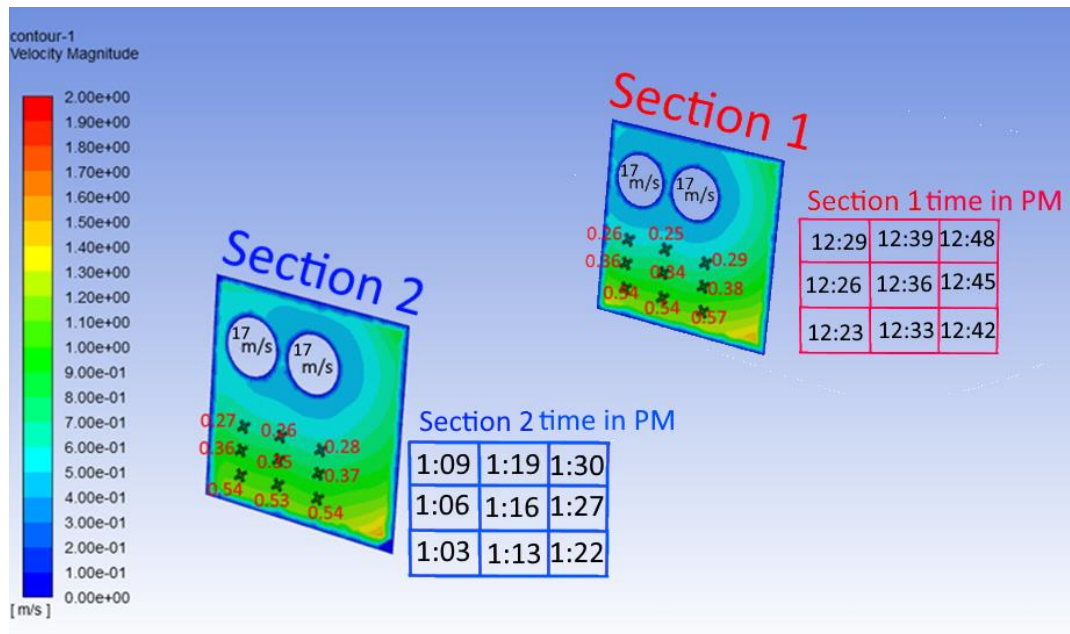 contour-1
Velocity Magnitude
2.00e+00
1.90e+00
1.80e+00
1.70e+00
1.60e+00
1.50e+00
1.40e+00
1.30e+00
1.20e+00
1.10e+00
1.00e+00
9.00e-01
8.00e-01
7.00e-01
6.00e-01
5.00e-01
4.00e-01
3.00e-01
2.00e-01
1.00e-01
0.00e+00
[ m/s ]
Section 1
17 m/s 17 m/s
0.26 0.25 0.29
0.36 0.34 0.38
0.54 0.54 0.57
Section 1 time in PM
12:29 12:39 12:48
12:26 12:36 12:45
12:23 12:33 12:42
Section 2
17 m/s 17 m/s
0.27 0.26 0.28
0.36 0.35 0.37
0.54 0.53 0.54
Section 2 time in PM
1:09 1:19 1:30
1:06 1:16 1:27
1:03 1:13 1:22